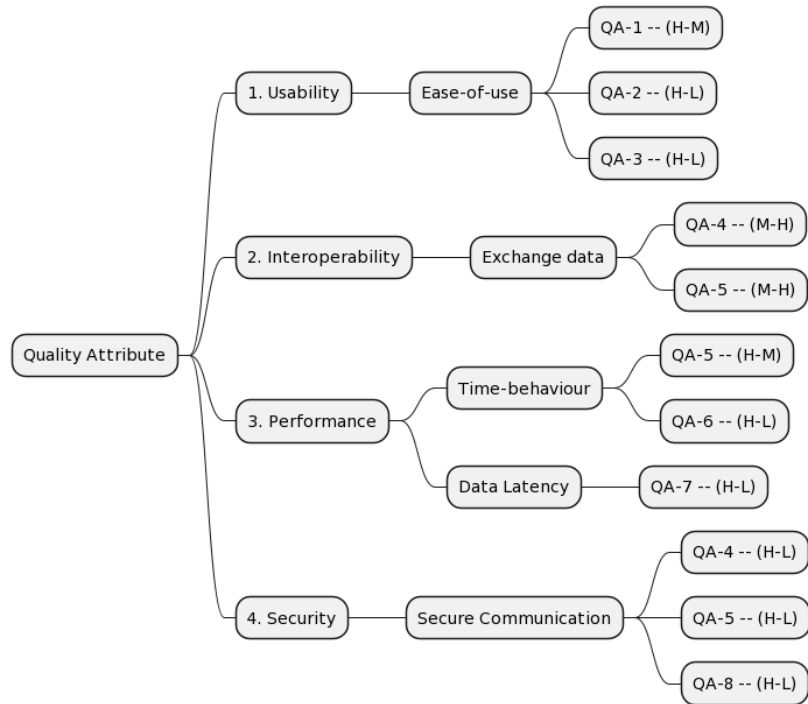 Quality Attribute
1. Usability
Ease-of-use
QA-1 -- (H-M)
QA-2 -- (H-L)
QA-3 -- (H-L)
2. Interoperability
Exchange data
QA-4 -- (M-H)
QA-5 -- (M-H)
3. Performance
Time-behaviour
QA-5 -- (H-M)
QA-6 -- (H-L)
Data Latency
QA-7 -- (H-L)
4. Security
Secure Communication
QA-4 -- (H-L)
QA-5 -- (H-L)
QA-8 -- (H-L)